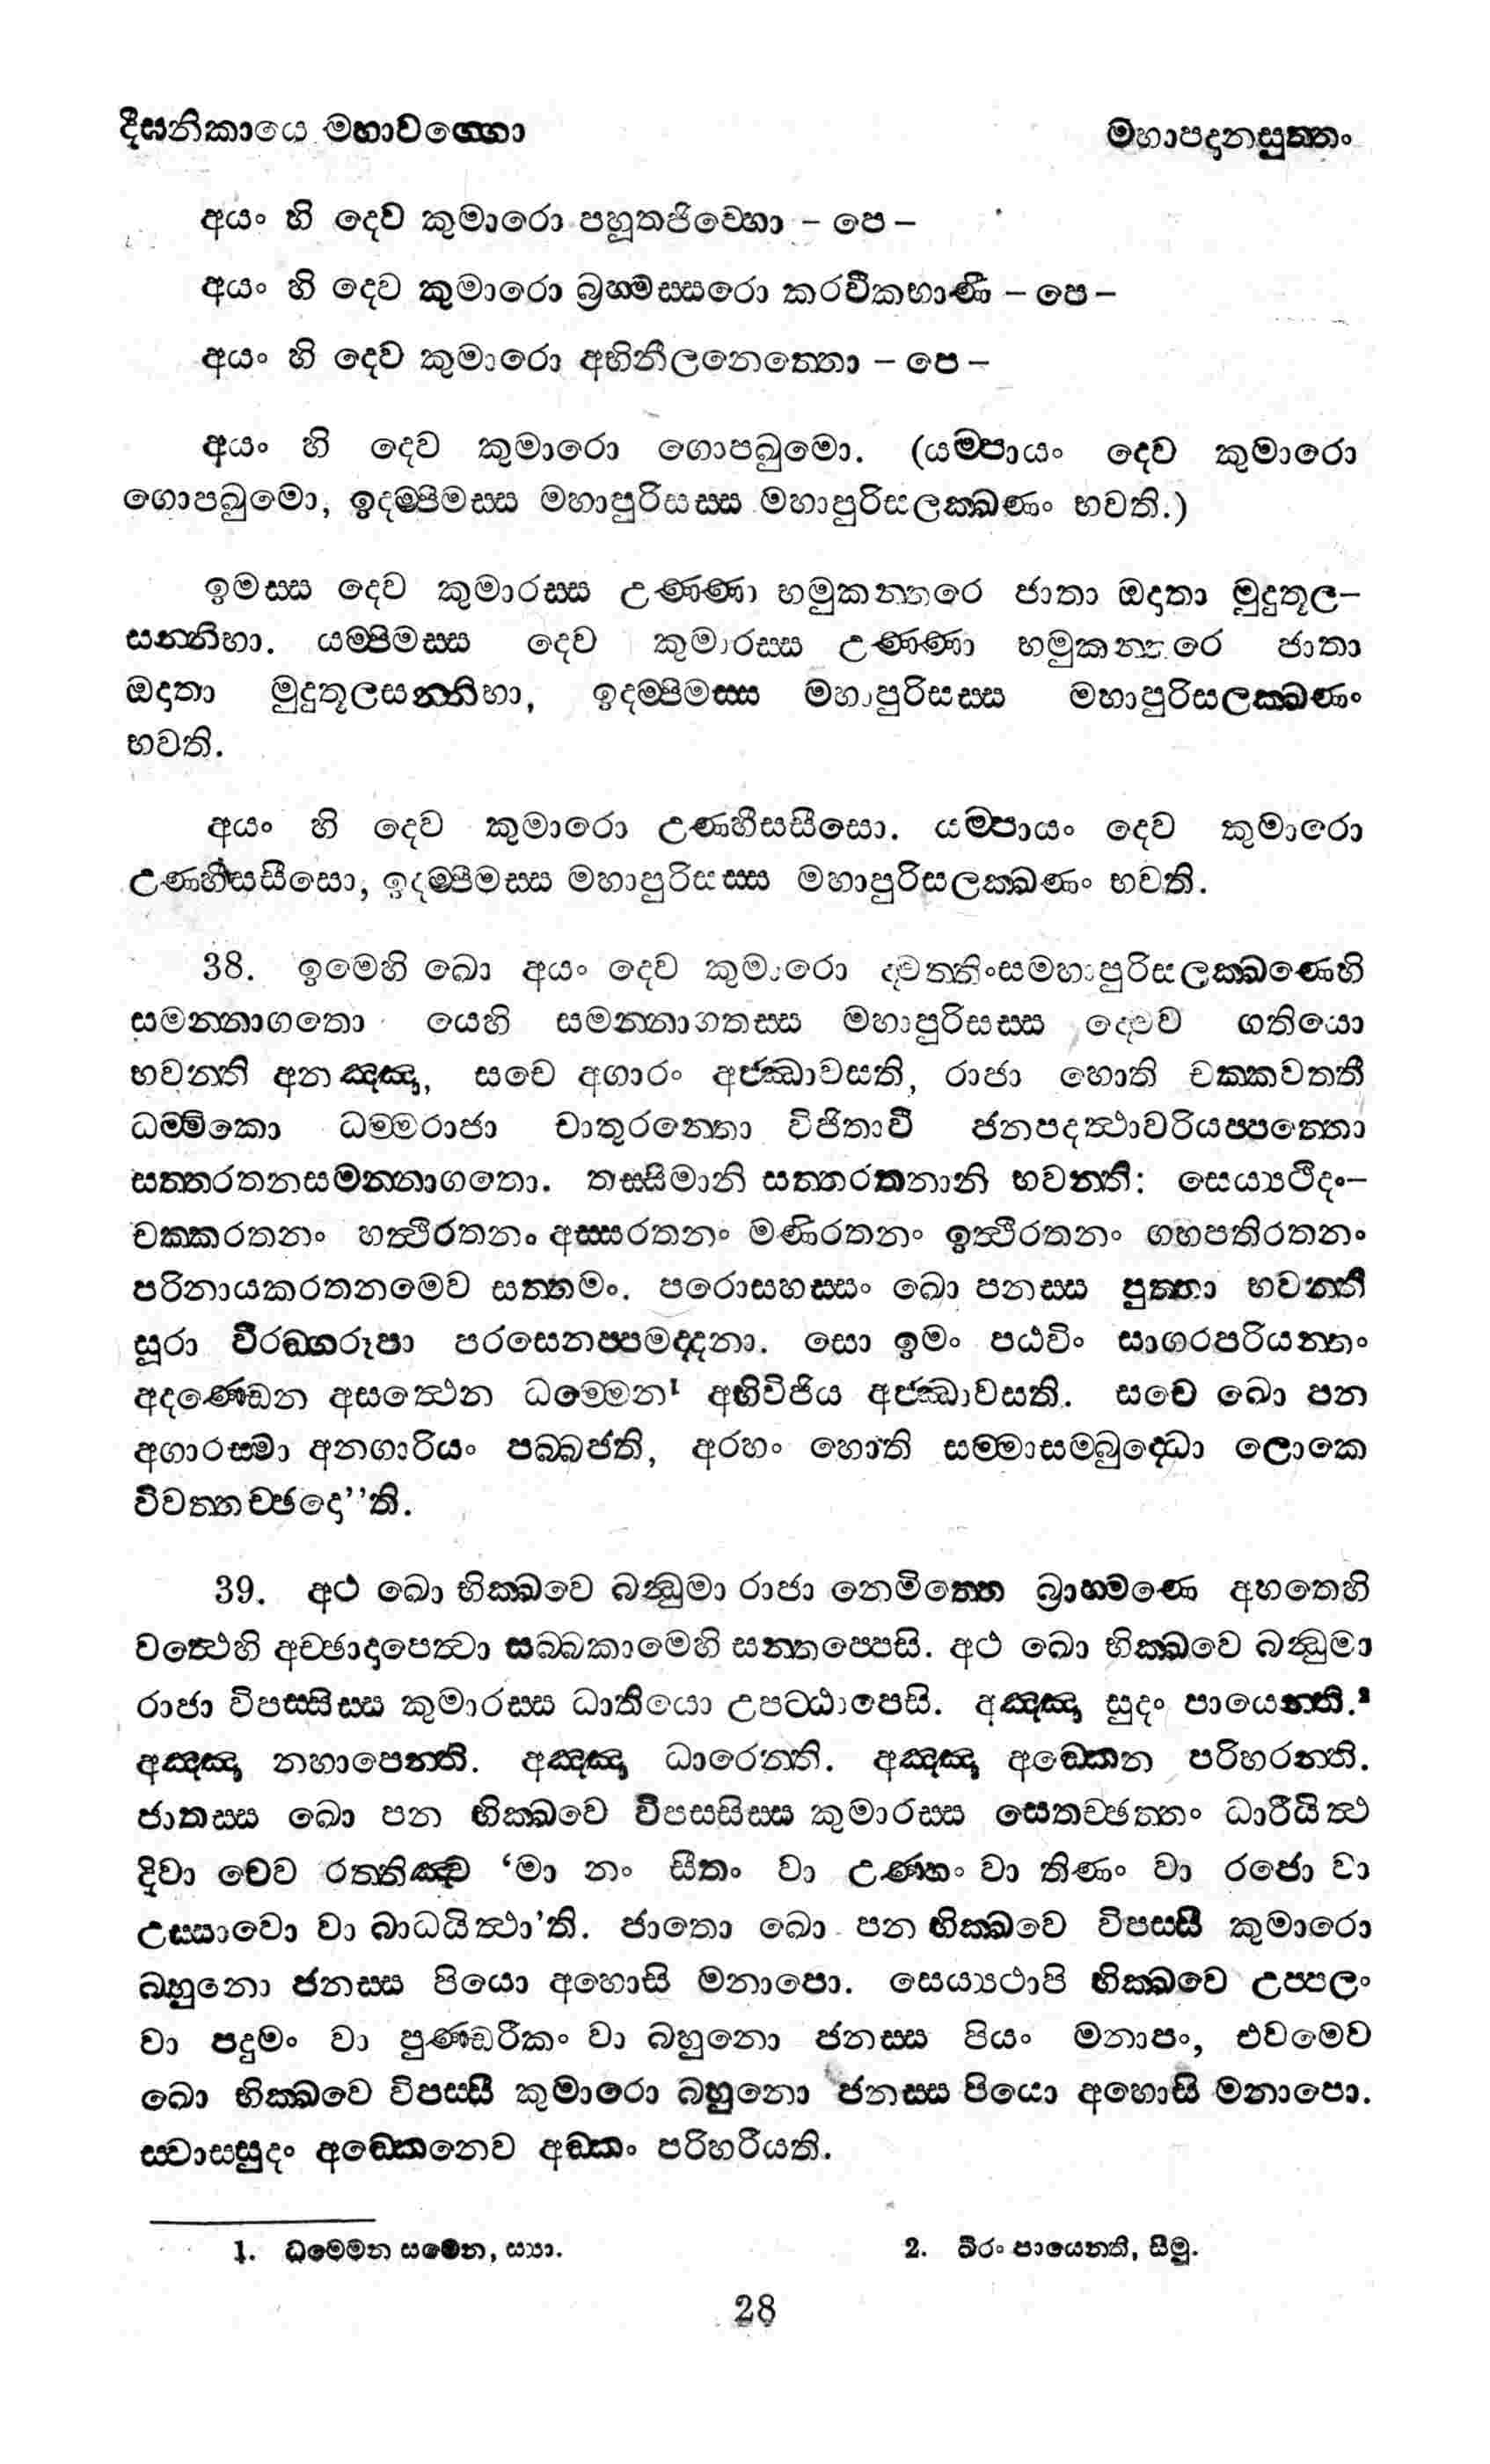 දීඝනිකායෙ මහාවග්ගො
මහාපදානසුත්තං
අයං හි දෙව කුමාරො පහූතජිව්හො – පෙ –
අයං හි දෙව කුමාරො බ්‍රහ්මස්සරො කරවීකභාණී – පෙ –
අයං හි දෙව කුමාරො අභිනීලනෙත්තො – පෙ –
අයං හි දෙව කුමාරො ගොපඛුමො. (යම්පායං දෙව කුමාරො
ගොපඛුමො, ඉදම්පිමස්ස මහාපුරිසස්ස මහාපුරිසලක්ඛණං භවති.)
ඉමස්ස දෙව කුමාරස්ස උණ්ණා භමුකන්තරෙ ජාතා ඔදාතා මුදුතූල–
සන්නිභා. යම්පිමස්ස දෙව කුමාරස්ස උණ්ණා භමුකන්තරෙ ජාතා
ඔදාතා මුදුතූලසන්නිභා, ඉදම්පිමස්ස මහාපුරිසස්ස මහාපුරිසලක්ඛණං
භවති.
අයං හි දෙව කුමාරො උණ්හීසසීසො. යම්පායං දෙව කුමාරො
උණ්හීසසීසො, ඉදම්පිමස්ස මහාපුරිසස්ස මහාපුරිසලක්ඛණං භවති.
38. ඉමෙහි ඛො අයං දෙව කුමාරො ද්වත්තිංසමහාපුරිසලක්ඛණෙහි
සමන්නාගතො යෙහි සමන්නාගතස්ස මහාපුරිසස්ස ද්වෙව ගතියො
භවන්ති අනඤ්ඤා, සචෙ අගාරං අජ්ඣාවසති, රාජා හොති චක්කවත්තී
ධම්මිකො ධම්මරාජා චාතුරන්තො විජිතාවී ජනපදත්ථාවරියප්පත්තො
සත්තරතනසමන්නාගතො. තස්සිමානි සත්තරතනානි භවන්ති: සෙය්‍යථිදං–
චක්කරතනං හත්ථිරතනං අස්සරතනං මණිරතනං ඉත්ථිරතනං ගහපතිරතනං
පරිනායකරතනමෙව සත්තමං. පරොසහස්සං ඛො පනස්ස පුත්තා භවන්ති
සූරා වීරඞ්ගරූපා පරසෙනප්පමද්දනා. සො ඉමං පඨවිං සාගරපරියන්තං
අදණ්ඩෙන අසත්ථෙන ධම්මෙන¹ අභිවිජිය අජ්ඣාවසති. සචෙ ඛො පන
අගාරස්මා අනගාරියං පබ්බජති, අරහං හොති සම්මාසම්බුද්ධො ලොකෙ
විවත්තච්ඡදො’’ති.
39. අථ ඛො භික්ඛවෙ බන්ධුමා රාජා නෙමිත්තෙ බ්‍රාහ්මණෙ අහතෙහි
වත්ථෙහි අච්ඡාදාපෙත්වා සබ්බකාමෙහි සන්තප්පෙසි. අථ ඛො භික්ඛවෙ බන්ධුමා
රාජා විපස්සිස්ස කුමාරස්ස ධාතියො උපට්ඨාපෙසි. අඤ්ඤා සුදං පායෙන්ති.²
අඤ්ඤා නහාපෙන්ති. අඤ්ඤා ධාරෙන්ති. අඤ්ඤා අඞ්කෙන පරිහරන්ති.
ජාතස්ස ඛො පන භික්ඛවෙ විපස්සිස්ස කුමාරස්ස සෙතච්ඡත්තං ධාරීයිත්ථ
දිවා චෙව රත්තිඤ්ච ‘මා නං සීතං වා උණ්හං වා තිණං වා රජො වා
උස්සාවො වා බාධයිත්ථා’ති. ජාතො ඛො පන භික්ඛවෙ විපස්සී කුමාරො
බහුනො ජනස්ස පියො අහොසි මනාපො. සෙය්‍යථාපි භික්ඛවෙ උප්පලං
වා පදුමං වා පුණ්ඩරීකං වා බහුනො ජනස්ස පියං මනාපං, එවමෙව
ඛො භික්ඛවෙ විපස්සී කුමාරො බහුනො ජනස්ස පියො අහොසි මනාපො.
ස්වාස්සුදං අඞ්කෙනෙව අඞ්කං පරිහරීයති.
1. ධම්මෙන සමෙන, ස්‍යා.
2. ඛීරං පායෙන්ති, සීමු.
28